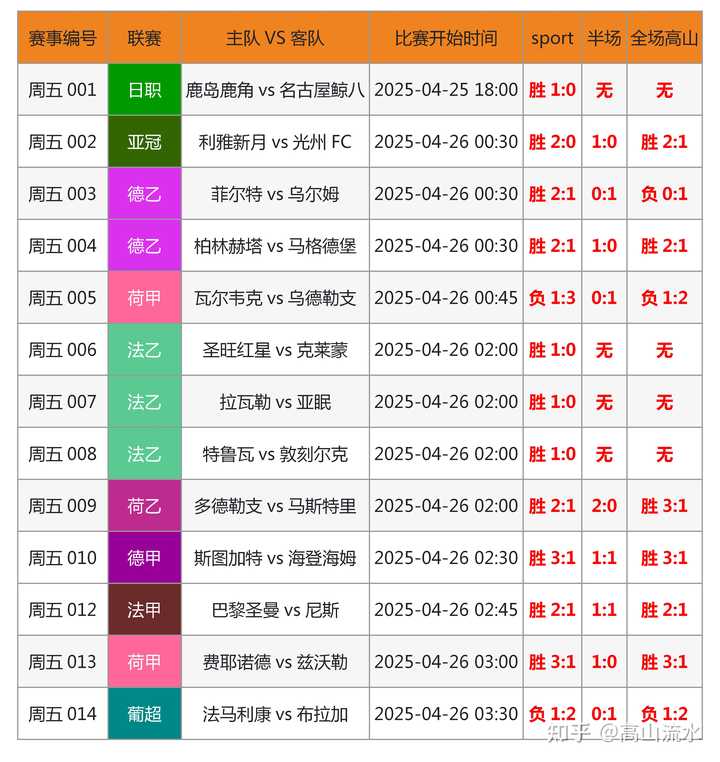 赛事编号 联赛 主队 VS 客队 比赛开始时间 sport 半场 全场高山
周五 001 日职 鹿岛鹿角 vs 名古屋鲸八 2025-04-25 18:00 胜 1:0 无 无
周五 002 亚冠 利雅新月 vs 光州 FC 2025-04-26 00:30 胜 2:0 1:0 胜 2:1
周五 003 德乙 菲尔特 vs 乌尔姆 2025-04-26 00:30 胜 2:1 0:1 负 0:1
周五 004 德乙 柏林赫塔 vs 马格德堡 2025-04-26 00:30 胜 2:1 1:0 胜 2:1
周五 005 荷甲 瓦尔韦克 vs 乌德勒支 2025-04-26 00:45 负 1:3 0:1 负 1:2
周五 006 法乙 圣旺红星 vs 克莱蒙 2025-04-26 02:00 胜 1:0 无 无
周五 007 法乙 拉瓦勒 vs 亚眠 2025-04-26 02:00 胜 1:0 无 无
周五 008 法乙 特鲁瓦 vs 敦刻尔克 2025-04-26 02:00 胜 1:0 无 无
周五 009 荷乙 多德勒支 vs 马斯特里 2025-04-26 02:00 胜 2:1 2:0 胜 3:1
周五 010 德甲 斯图加特 vs 海登海姆 2025-04-26 02:30 胜 3:1 1:1 胜 3:1
周五 012 法甲 巴黎圣曼 vs 尼斯 2025-04-26 02:45 胜 2:1 1:1 胜 2:1
周五 013 荷甲 费耶诺德 vs 兹沃勒 2025-04-26 03:00 胜 3:1 1:0 胜 3:1
周五 014 葡超 法马利康 vs 布拉加 2025-04-26 03:30 负 1:2 0:1 负 1:2
知乎 @高山流水